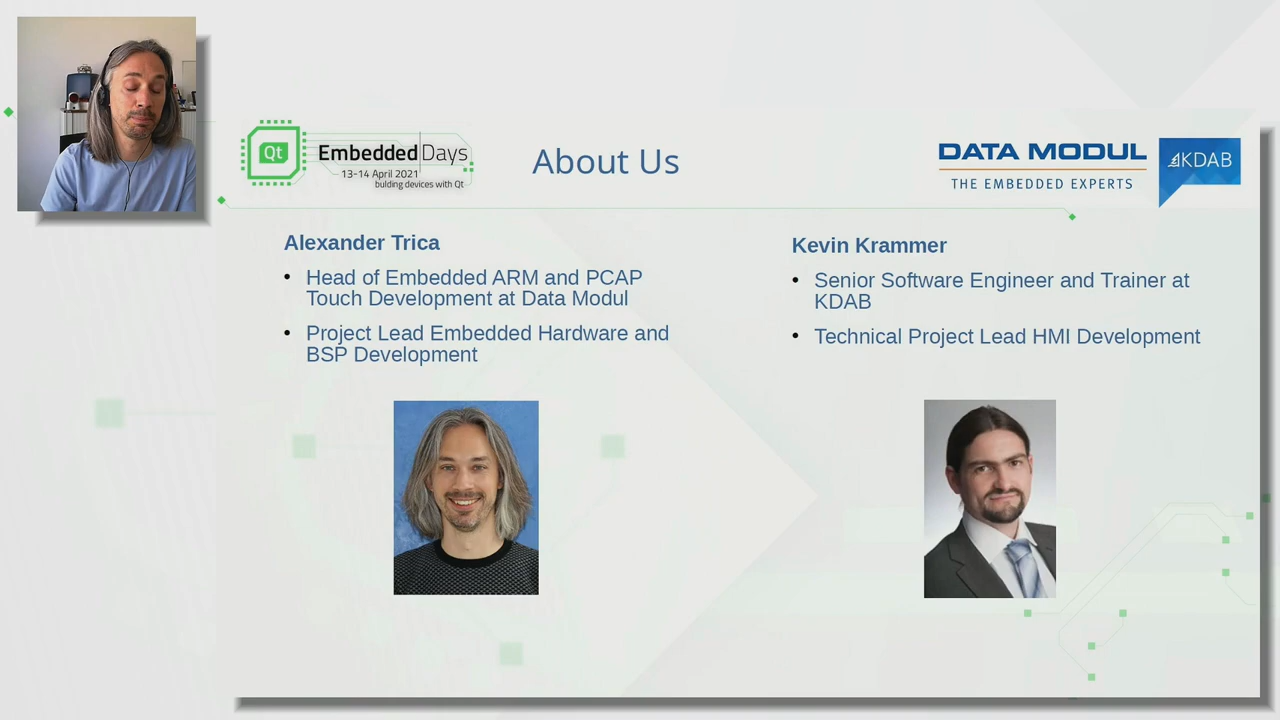 Qt
Embedded Days
13-14 April 2021
bulding devices with Qt
About Us
DATA MODUL
THE EMBEDDED EXPERTS
KDAB
Alexander Trica
• Head of Embedded ARM and PCAP
Touch Development at Data Modul
• Project Lead Embedded Hardware and
BSP Development
Kevin Krammer
• Senior Software Engineer and Trainer at
KDAB
• Technical Project Lead HMI Development